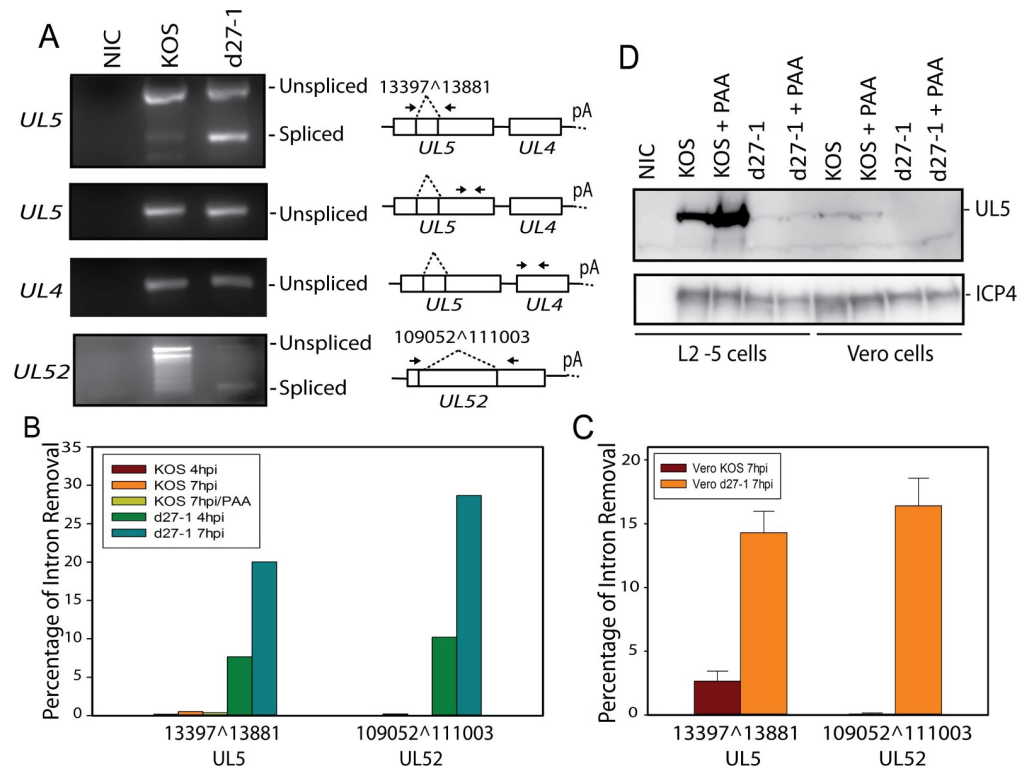 A
NIC
KOS
d27-1
UL5
Unspliced
Spliced
13397^13881
pA
UL5
UL4
UL5
Unspliced
pA
UL5
UL4
UL4
Unspliced
pA
UL5
UL4
UL52
Unspliced
Spliced
109052^111003
pA
UL52
D
NIC
KOS
KOS + PAA
d27-1
d27-1 + PAA
KOS
KOS + PAA
d27-1
d27-1 + PAA
UL5
ICP4
L2 -5 cells
Vero cells
B
Percentage of Intron Removal
35
30
25
20
15
10
5
0
KOS 4hpi
KOS 7hpi
KOS 7hpi/PAA
d27-1 4hpi
d27-1 7hpi
13397^13881
UL5
109052^111003
UL52
C
Percentage of Intron Removal
20
15
10
5
0
Vero KOS 7hpi
Vero d27-1 7hpi
13397^13881
UL5
109052^111003
UL52